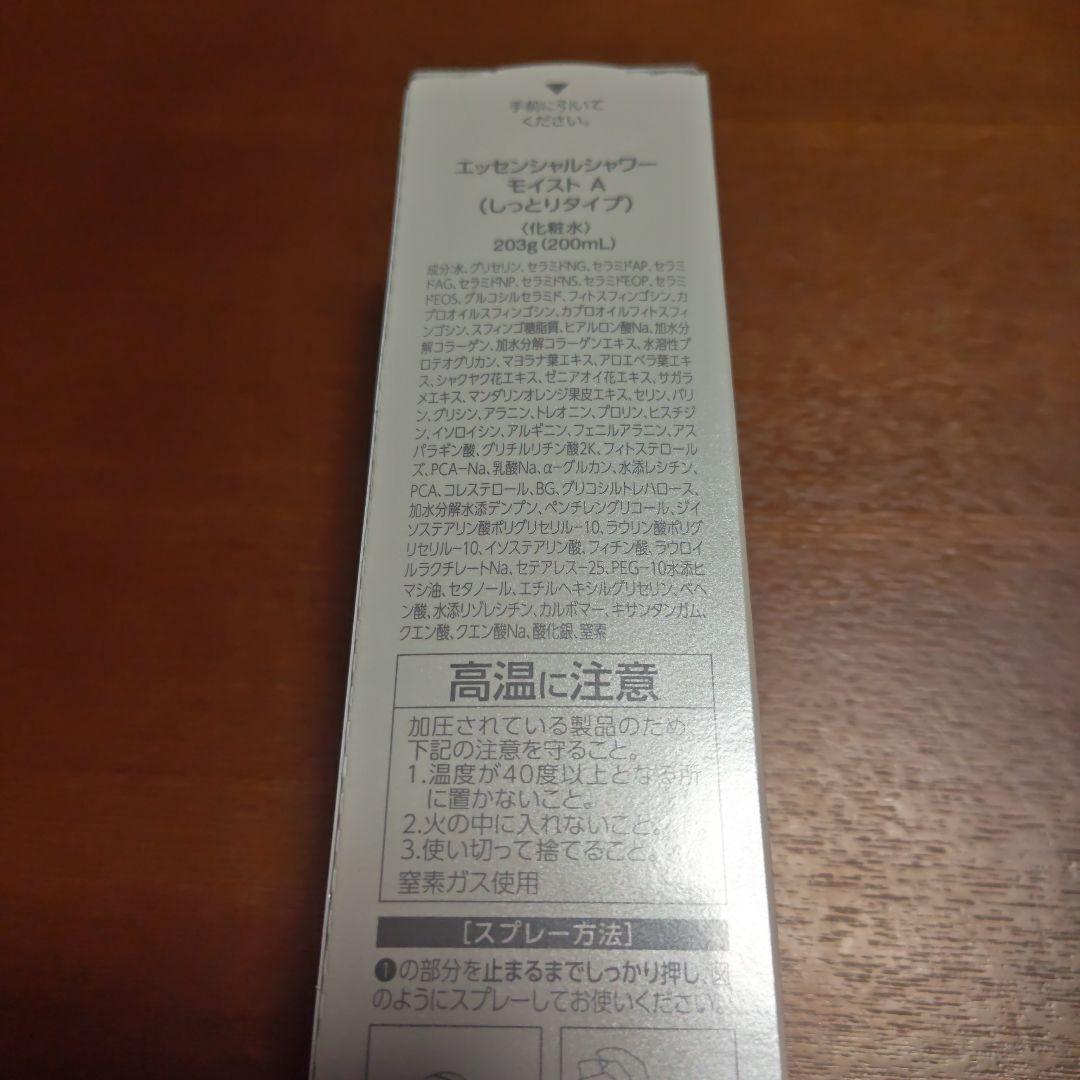 手前に引いて
ください。
エッセンシャルシャワー
モイスト A
(しっとりタイプ)
〈化粧水〉
203g(200mL)
成分:水、グリセリン、セラミドNG、セラミドAP、セラミ
ドAG、セラミドNP、セラミドNS、セラミドEOP、セラミ
ドEOS、グルコシルセラミド、フィトスフィンゴシン、カ
プロオイルスフィンゴシン、カプロオイルフィトスフィ
ンゴシン、スフィンゴ糖脂質、ヒアルロン酸Na、加水分
解コラーゲン、加水分解コラーゲンエキス、水溶性プ
ロテオグリカン、マヨラナ葉エキス、アロエベラ葉エキ
ス、シャクヤク花エキス、ゼニアオイ花エキス、サガラ
メエキス、マンダリンオレンジ果皮エキス、セリン、バリ
ン、グリシン、アラニン、トレオニン、プロリン、ヒスチジ
ン、イソロイシン、アルギニン、フェニルアラニン、アス
パラギン酸、グリチルリチン酸2K、フィトステロール
ズ、PCA-Na、乳酸Na、α-グルカン、水添レシチン、
PCA、コレステロール、BG、グリコシルトレハロース、
加水分解水添デンプン、ペンチレングリコール、ジイ
ソステアリン酸ポリグリセリル-10、ラウリン酸ポリグ
リセリル-10、イソステアリン酸、フィチン酸、ラウロイ
ルラクチレートNa、セテアレス-25、PEG-10水添ヒ
マシ油、セタノール、エチルヘキシルグリセリン、ベヘ
ン酸、水添リゾレシチン、カルボマー、キサンタンガム、
クエン酸、クエン酸Na、酸化銀、窒素
高温に注意
加圧されている製品のため、
下記の注意を守ること。
1.温度が40度以上となる所
に置かないこと。
2.火の中に入れないこと。
3.使い切って捨てること。
窒素ガス使用
[スプレー方法]
❶の部分を止まるまでしっかり押し、図
のようにスプレーしてお使いください。